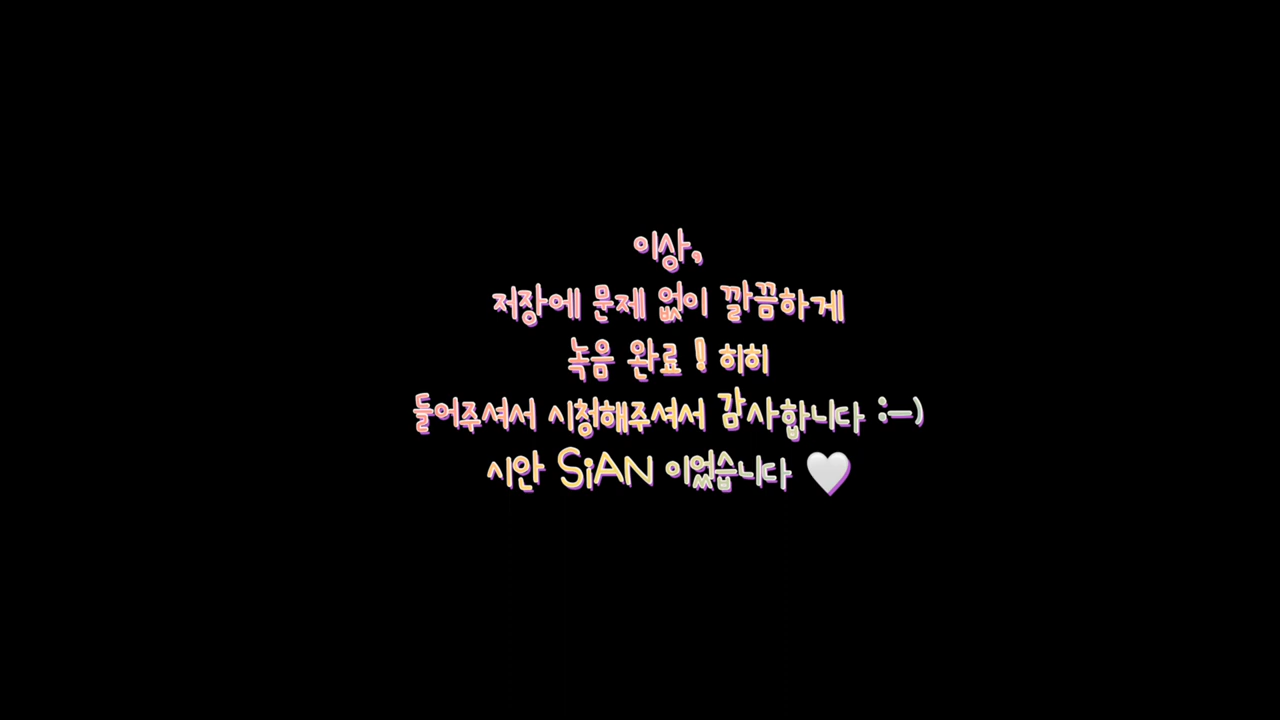 이상,
저장에 문제 없이 깔끔하게
녹음 완료 ! 히히
들어주셔서 시청해주셔서 감사합니다 :-)
시안 SiAN 이었습니다 🤍